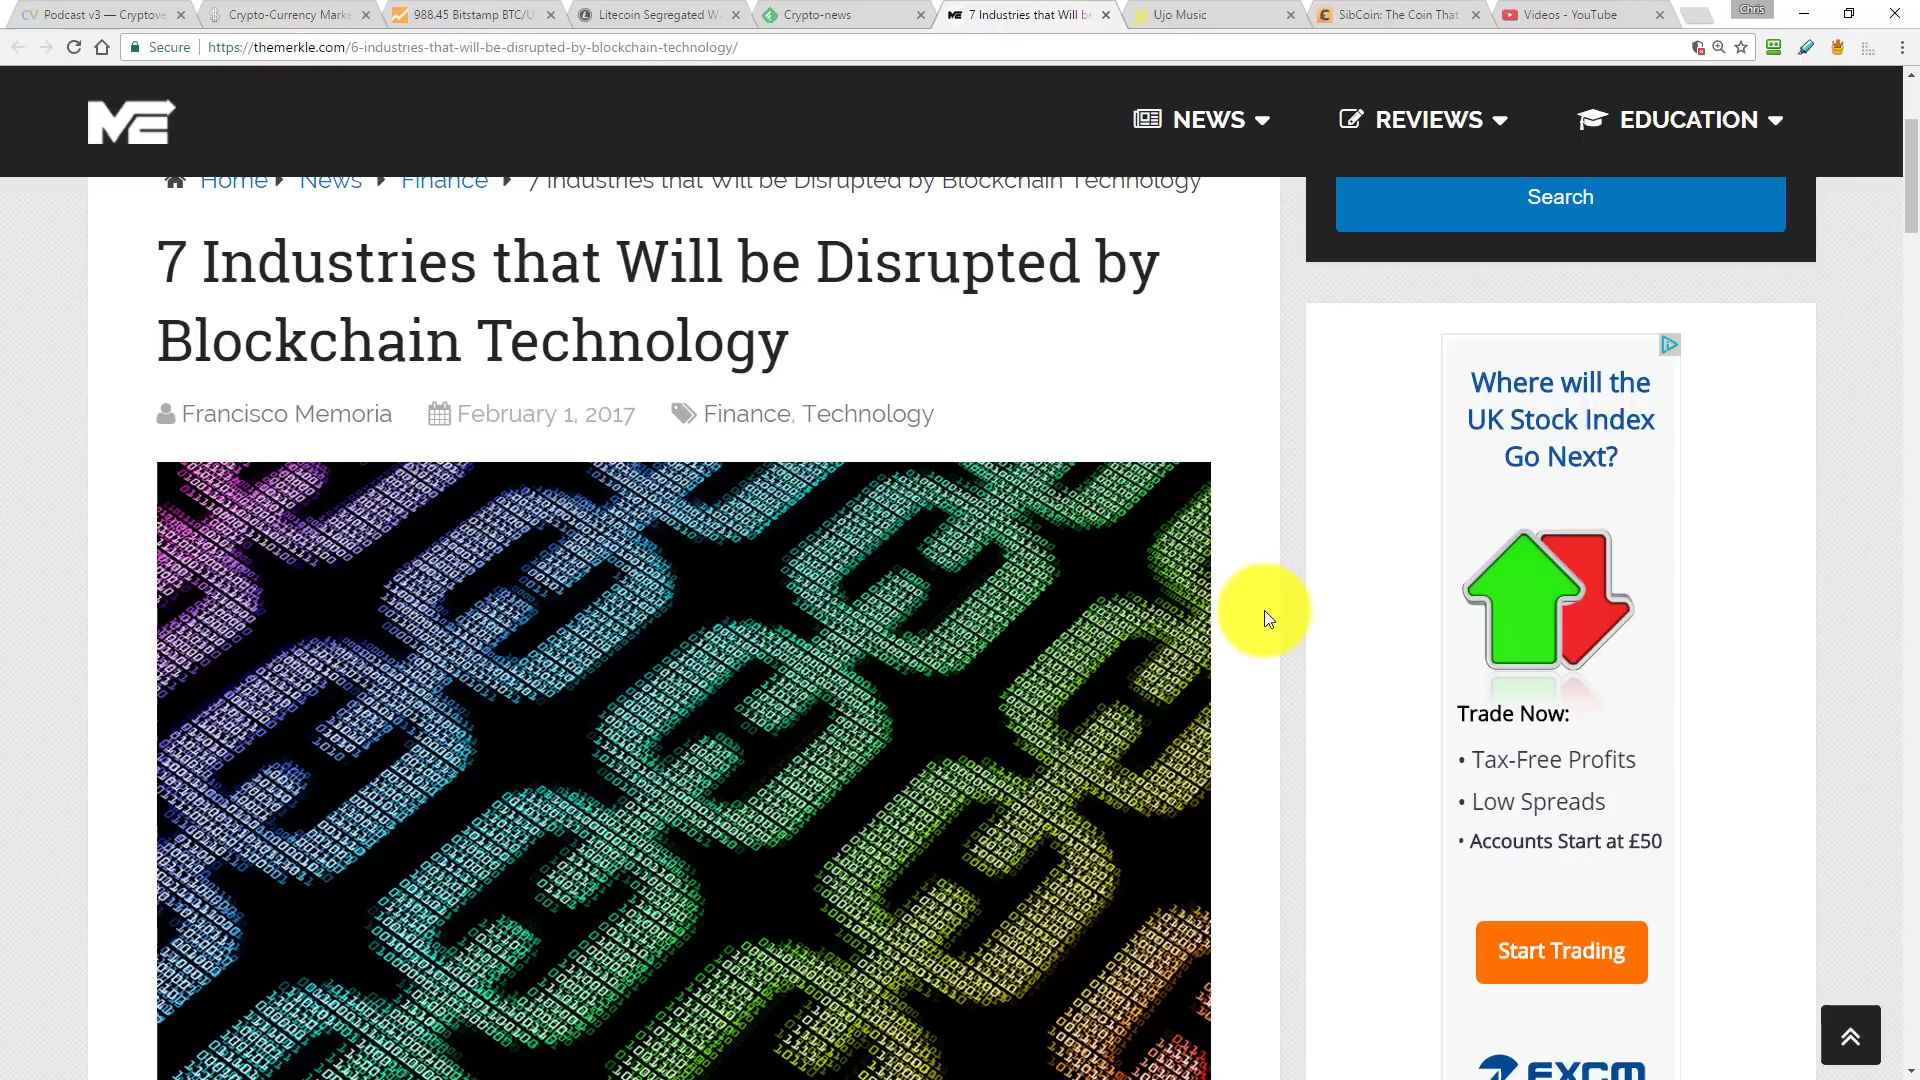 CV Podcast v3 — Cryptove
Crypto-Currency Marke
988.45 Bitstamp BTC/U
Litecoin Segregated W
Crypto-news
7 Industries that Will be
Ujo Music
SibCoin: The Coin That
Videos - YouTube
Chris
Secure
https://themerkle.com/6-industries-that-will-be-disrupted-by-blockchain-technology/
ME
NEWS
REVIEWS
EDUCATION
Home
News
Finance
7 Industries that Will be Disrupted by Blockchain Technology
Search
7 Industries that Will be Disrupted by
Blockchain Technology
Francisco Memoria
February 1, 2017
Finance, Technology
Where will the
UK Stock Index
Go Next?
Trade Now:
• Tax-Free Profits
• Low Spreads
• Accounts Start at £50
Start Trading
FXCM